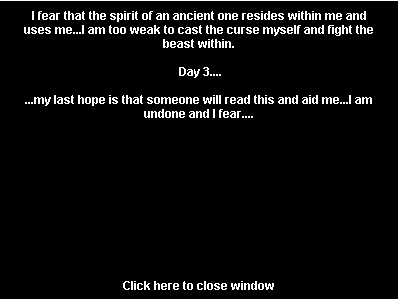 I fear that the spirit of an ancient one resides within me and
uses me...I am too weak to cast the curse myself and fight the
beast within.
Day 3....
...my last hope is that someone will read this and aid me...I am
undone and I fear....
Click here to close window